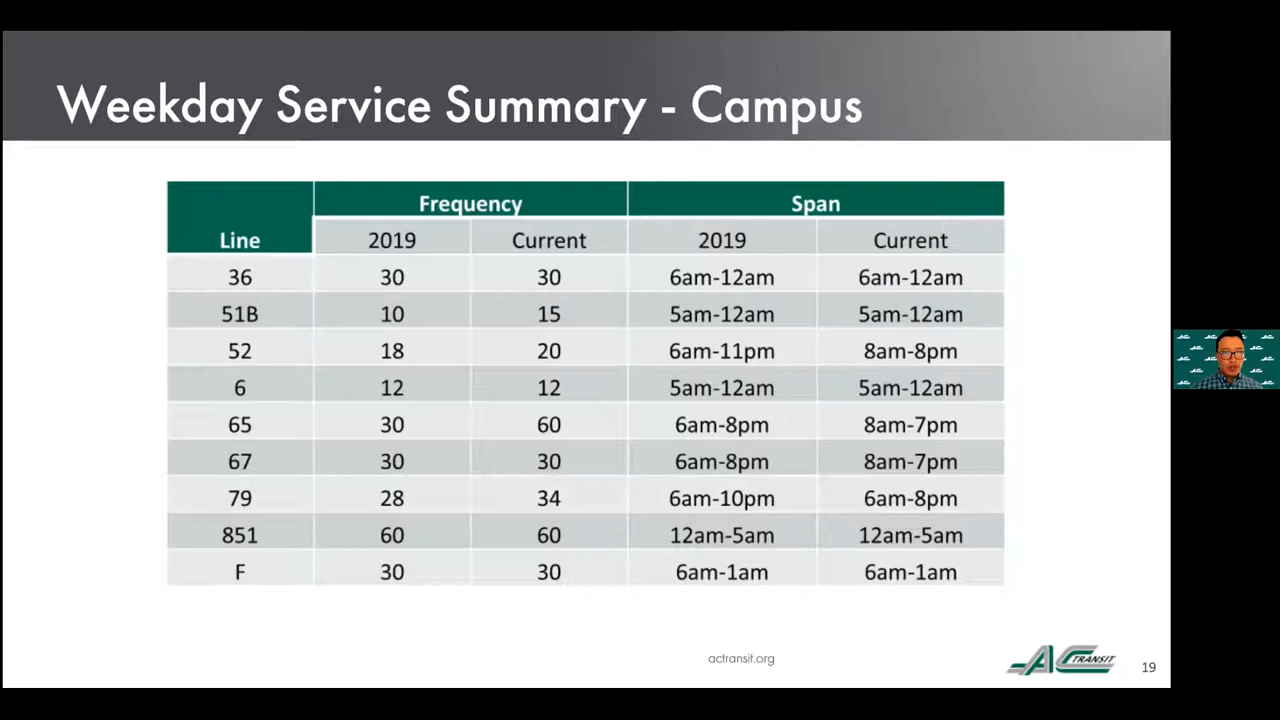 Weekday Service Summary - Campus
Frequency Span
Line 2019 Current 2019 Current
36 30 30 6am-12am 6am-12am
51B 10 15 5am-12am 5am-12am
52 18 20 6am-11pm 8am-8pm
6 12 12 5am-12am 5am-12am
65 30 60 6am-8pm 8am-7pm
67 30 30 6am-8pm 8am-7pm
79 28 34 6am-10pm 6am-8pm
851 60 60 12am-5am 12am-5am
F 30 30 6am-1am 6am-1am
actransit.org
AC TRANSIT
19